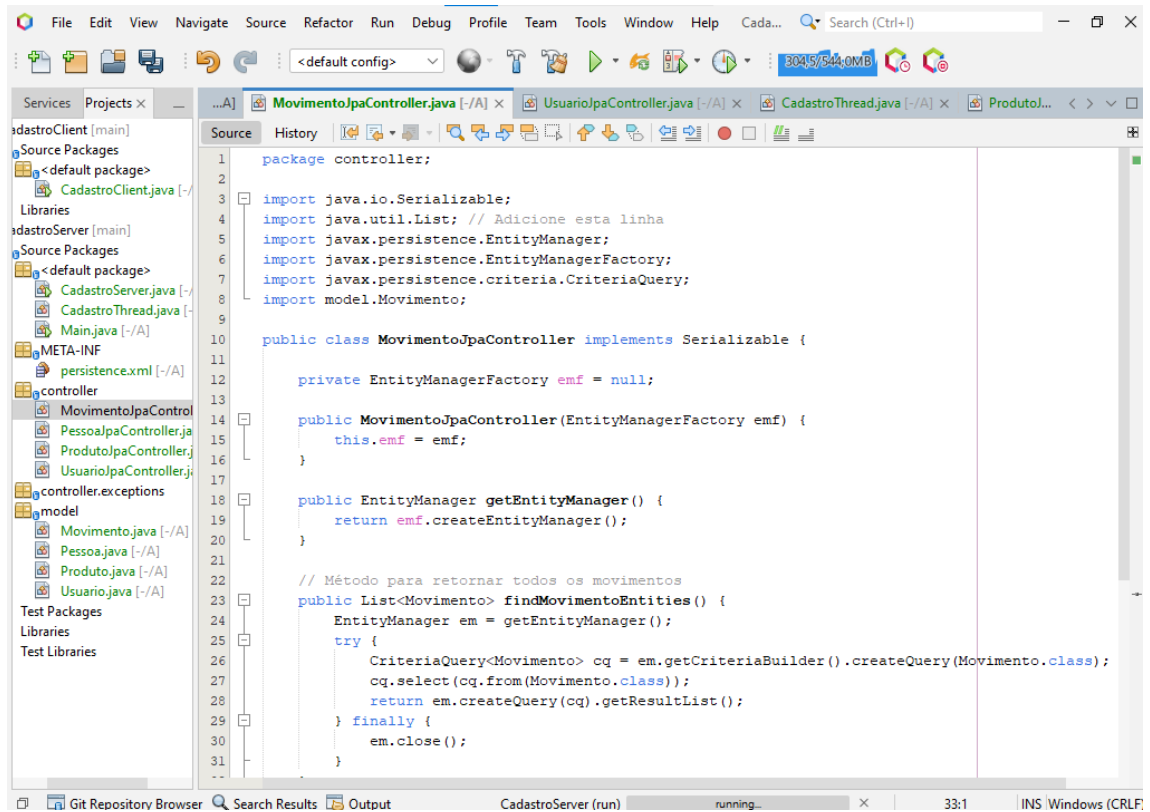 File Edit View Navigate Source Refactor Run Debug Profile Team Tools Window Help Cada... Search (Ctrl+I)
<default config> 304,5/544,0MB
Services Projects
...A] MovimentoJpaController.java [-/A] UsuarioJpaController.java [-/A] CadastroThread.java [-/A] ProdutoJ...
Source History
adastroClient [main]
Source Packages
<default package>
CadastroClient.java [-/
Libraries
adastroServer [main]
Source Packages
<default package>
CadastroServer.java [-/
CadastroThread.java [-
Main.java [-/A]
META-INF
persistence.xml [-/A]
controller
MovimentoJpaControl
PessoaJpaController.ja
ProdutoJpaController.j
UsuarioJpaController.ja
controller.exceptions
model
Movimento.java [-/A]
Pessoa.java [-/A]
Produto.java [-/A]
Usuario.java [-/A]
Test Packages
Libraries
Test Libraries
1 package controller;
2
3 import java.io.Serializable;
4 import java.util.List; // Adicione esta linha
5 import javax.persistence.EntityManager;
6 import javax.persistence.EntityManagerFactory;
7 import javax.persistence.criteria.CriteriaQuery;
8 import model.Movimento;
9
10 public class MovimentoJpaController implements Serializable {
11
12 private EntityManagerFactory emf = null;
13
14 public MovimentoJpaController(EntityManagerFactory emf) {
15 this.emf = emf;
16 }
17
18 public EntityManager getEntityManager() {
19 return emf.createEntityManager();
20 }
21
22 // Método para retornar todos os movimentos
23 public List<Movimento> findMovimentoEntities() {
24 EntityManager em = getEntityManager();
25 try {
26 CriteriaQuery<Movimento> cq = em.getCriteriaBuilder().createQuery(Movimento.class);
27 cq.select(cq.from(Movimento.class));
28 return em.createQuery(cq).getResultList();
29 } finally {
30 em.close();
31 }
Git Repository Browser Search Results Output CadastroServer (run) running... 33:1 INS Windows (CRLF)